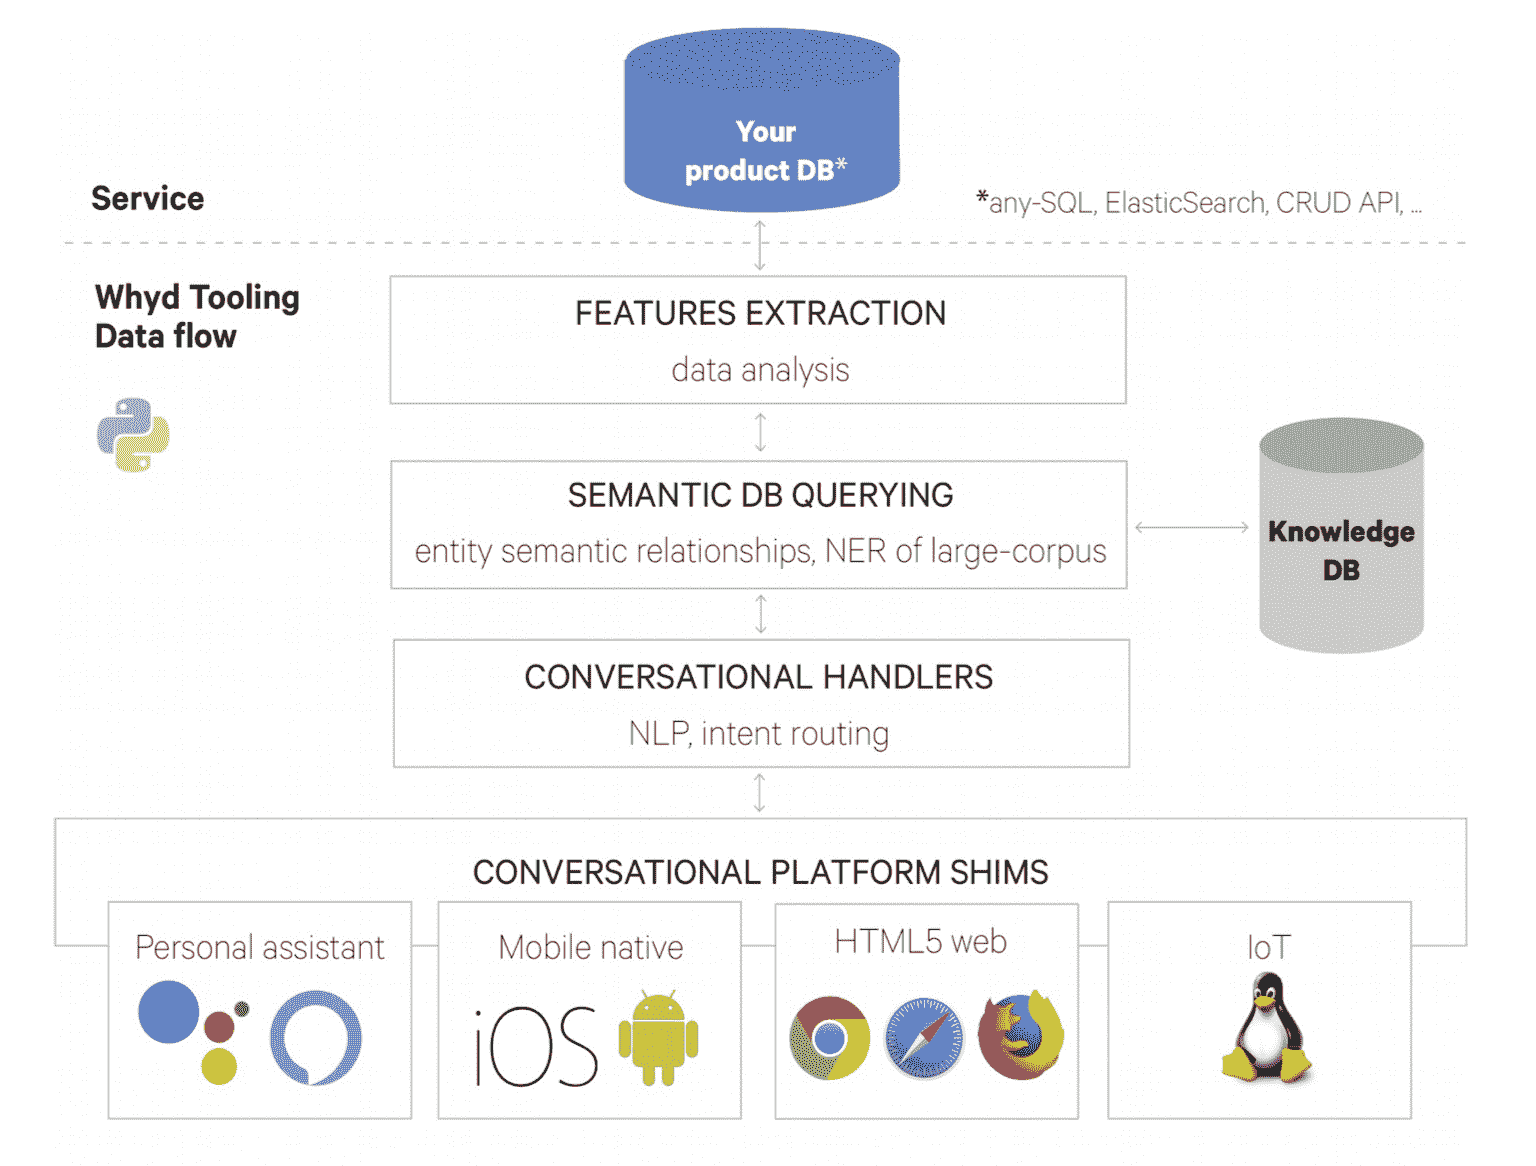 Your
product DB*
Service
*any-SQL, ElasticSearch, CRUD API, ...
Whyd Tooling
Data flow
FEATURES EXTRACTION
data analysis
SEMANTIC DB QUERYING
entity semantic relationships, NER of large-corpus
Knowledge
DB
CONVERSATIONAL HANDLERS
NLP, intent routing
CONVERSATIONAL PLATFORM SHIMS
Personal assistant
Mobile native
HTML5 web
IoT
iOS